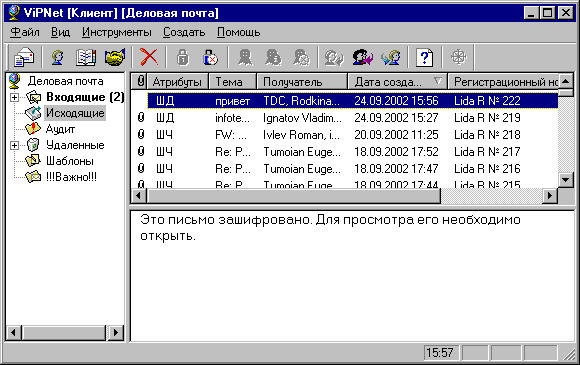 ViPNet [Клиент] [Деловая почта]
Файл Вид Инструменты Создать Помощь
Деловая почта
Входящие (2)
Исходящие
Аудит
Удаленные
Шаблоны
!!!Важно!!!
Атрибуты Тема Получатель Дата созда... Регистрационный но
ШД привет TDC, Rodkina... 24.09.2002 15:56 Lida R № 222
ШД infote... Ignatov Vladim... 24.09.2002 15:27 Lida R № 219
ШЧ FW: ... Ivlev Roman, i... 20.09.2002 11:25 Lida R № 218
ШЧ Re: P... Tumoian Euge... 18.09.2002 17:52 Lida R № 217
ШЧ Re: P... Tumoian Euge... 18.09.2002 17:47 Lida R № 216
ШЧ Re: P... Tumoian Euge... 18.09.2002 17:44 Lida R № 215
Это письмо зашифровано. Для просмотра его необходимо
открыть.
15:57